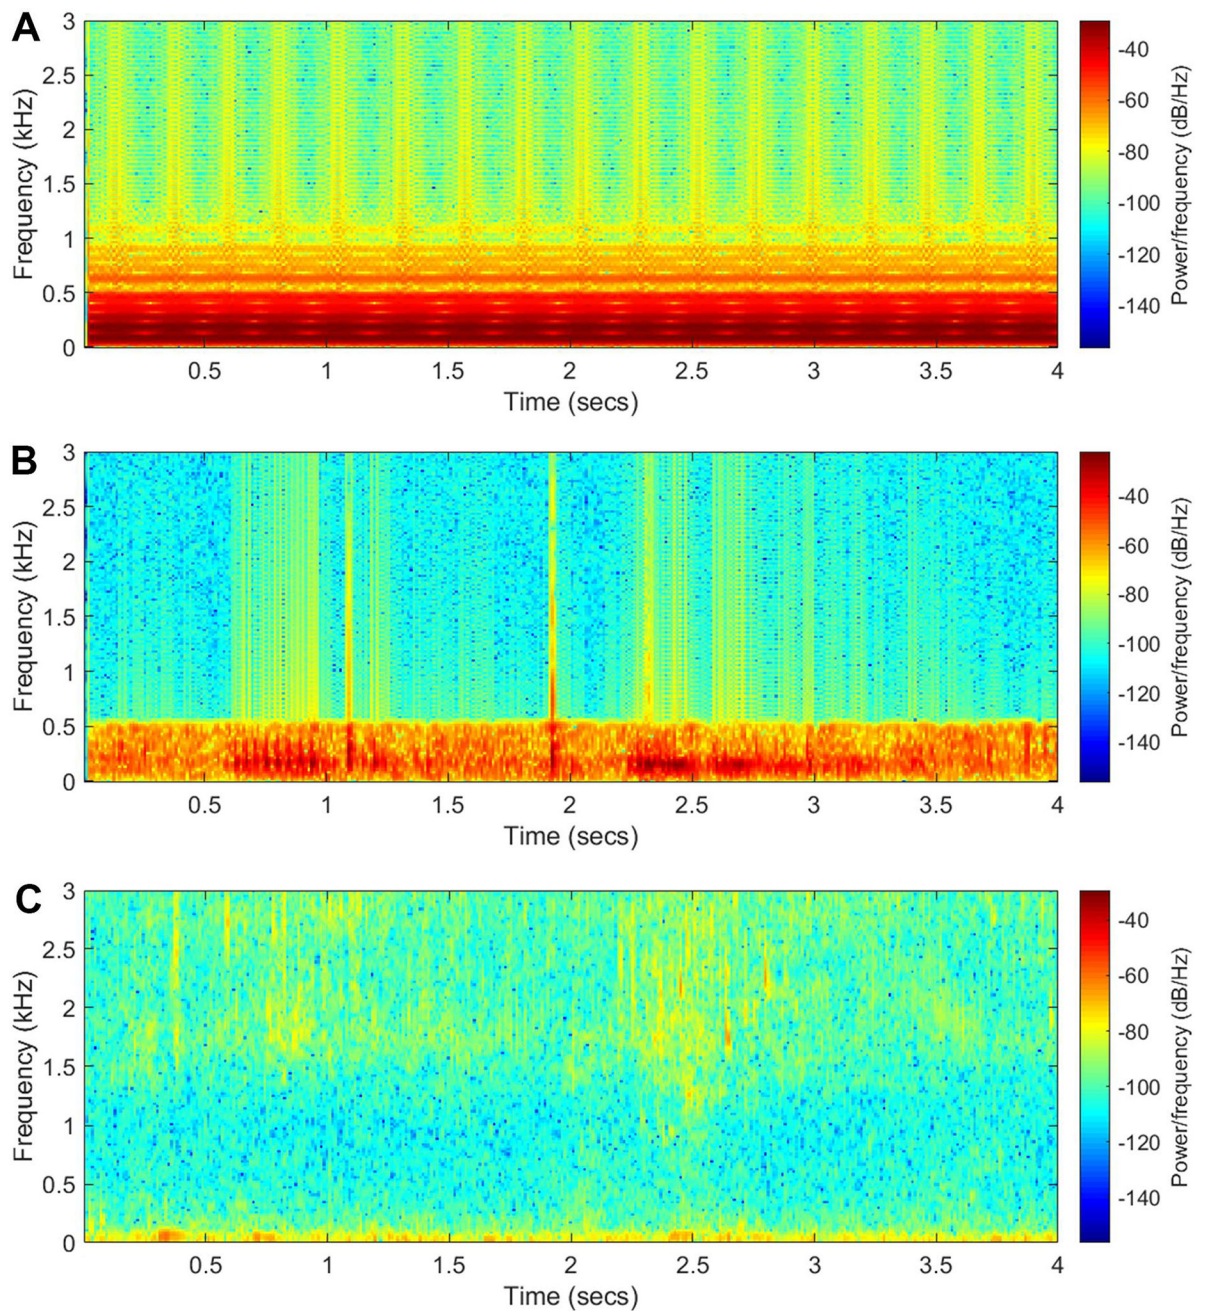 A
3
2.5
2
1.5
1
0.5
0
Frequency (kHz)
0.5 1 1.5 2 2.5 3 3.5 4
Time (secs)
-40
-60
-80
-100
-120
-140
Power/frequency (dB/Hz)
B
3
2.5
2
1.5
1
0.5
0
Frequency (kHz)
0.5 1 1.5 2 2.5 3 3.5 4
Time (secs)
-40
-60
-80
-100
-120
-140
Power/frequency (dB/Hz)
C
3
2.5
2
1.5
1
0.5
0
Frequency (kHz)
0.5 1 1.5 2 2.5 3 3.5 4
Time (secs)
-40
-60
-80
-100
-120
-140
Power/frequency (dB/Hz)